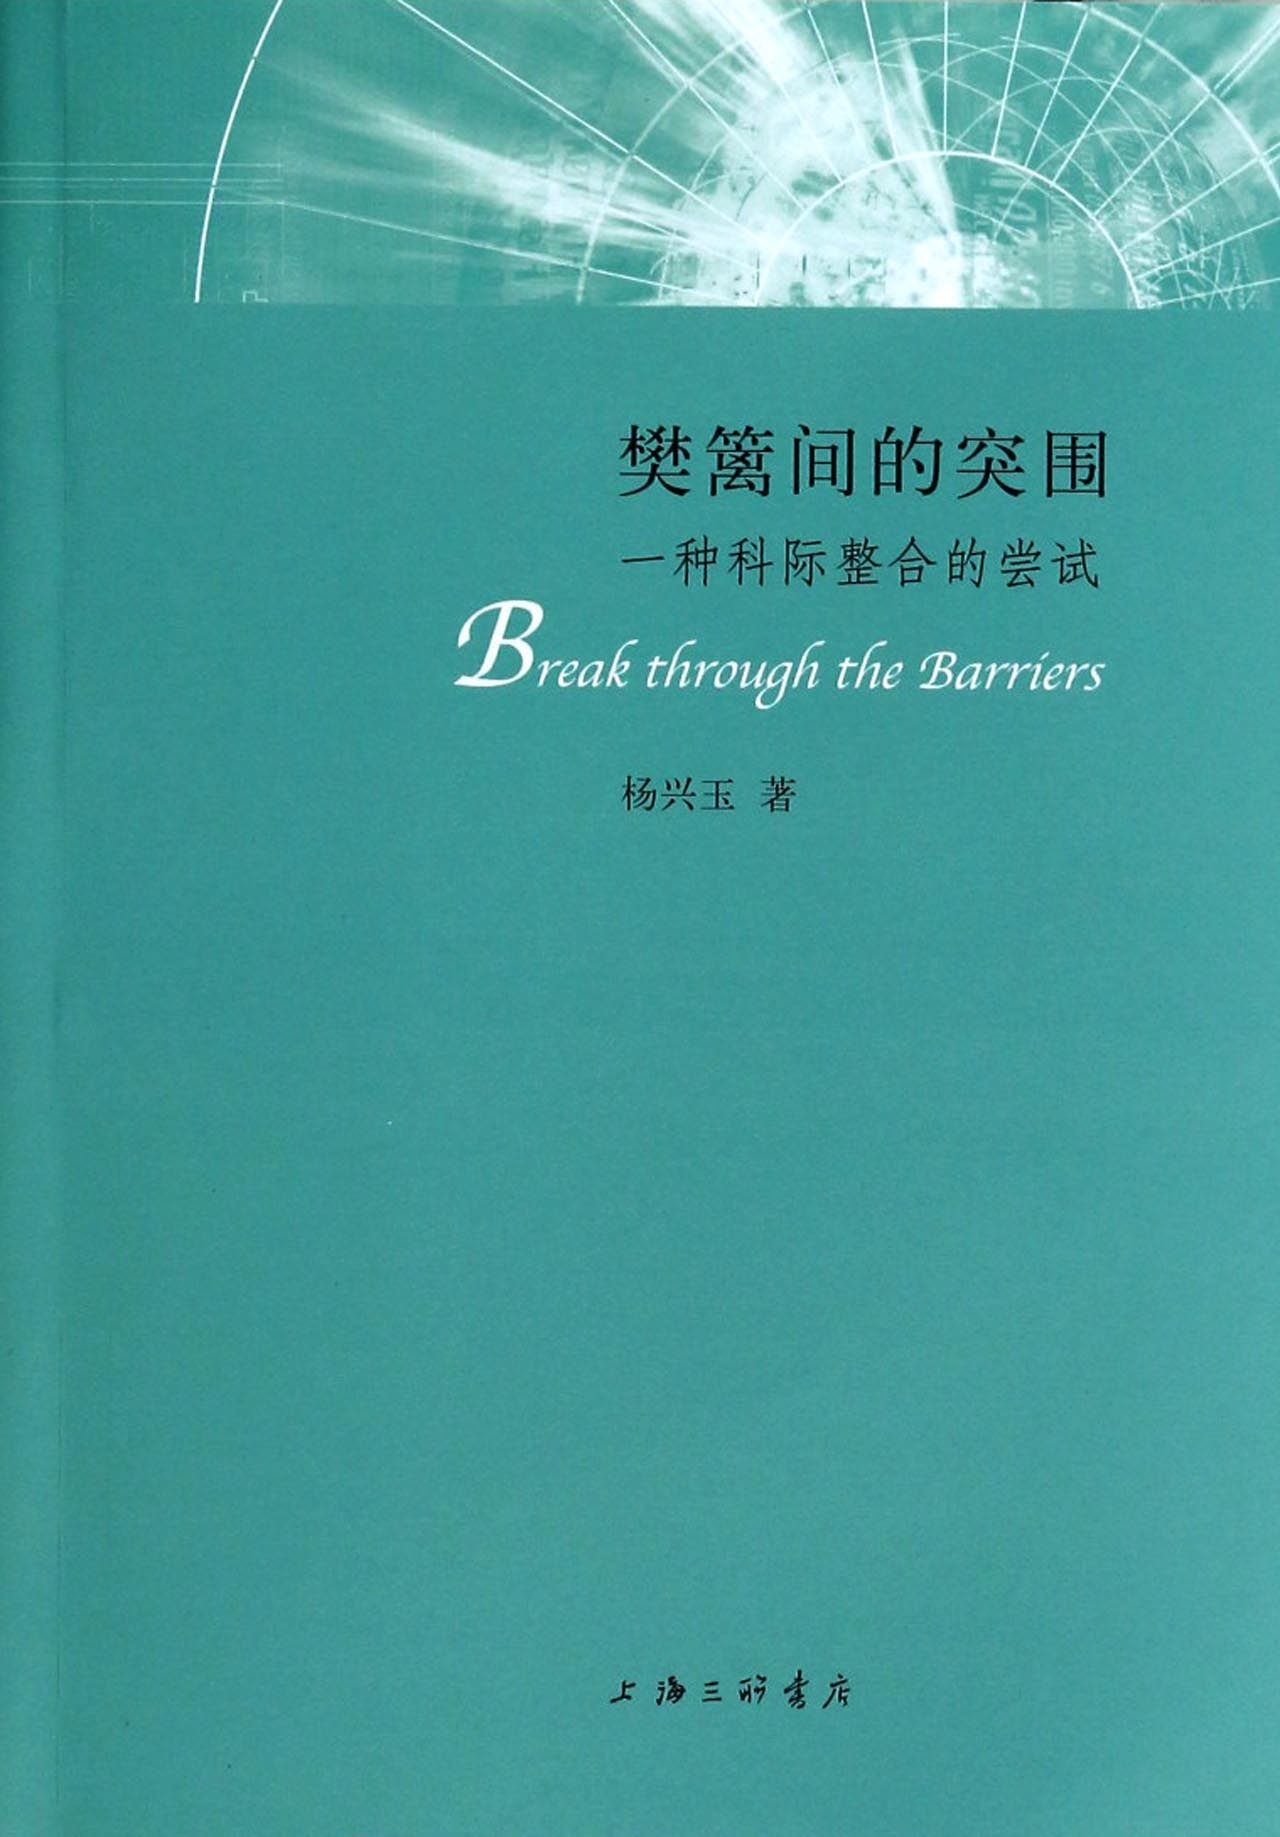 樊篱间的突围
一种科际整合的尝试
Break through the Barriers
杨兴玉 著
上海三联书店